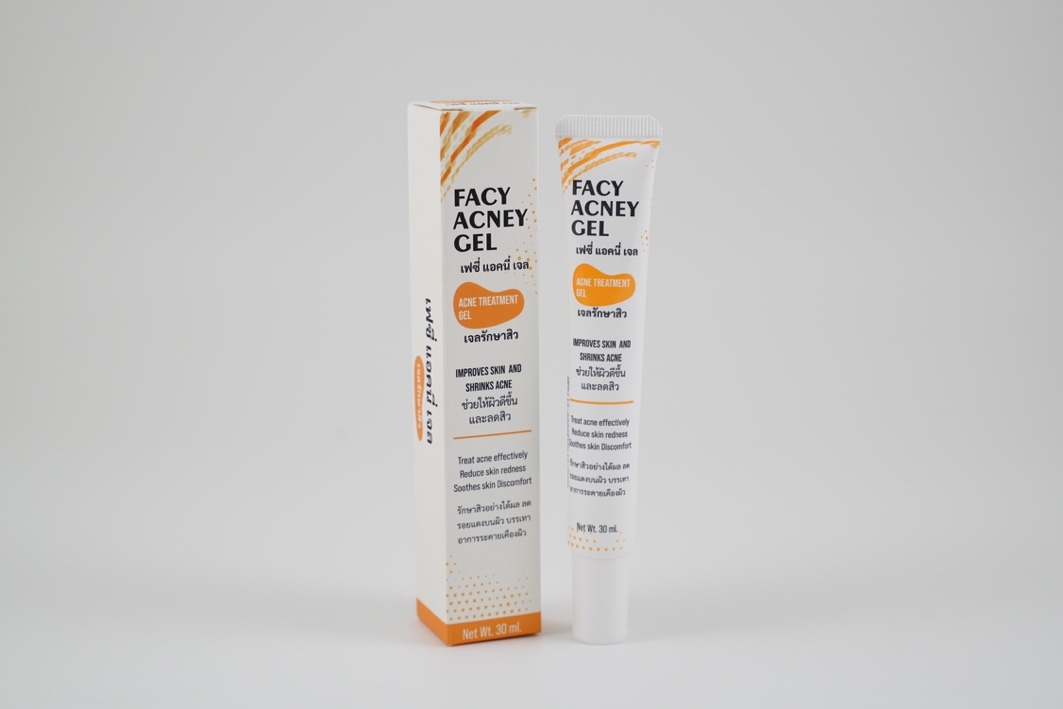 FACY
ACNEY
GEL
เฟซี่ แอคนี่ เจล
ACNE TREATMENT
GEL
เจลรักษาสิว
IMPROVES SKIN AND
SHRINKS ACNE
ช่วยให้ผิวดีขึ้น
และลดสิว
Treat acne effectively
Reduce skin redness
Soothes skin Discomfort
รักษาสิวอย่างได้ผล ลด
รอยแดงบนผิว บรรเทา
อาการระคายเคืองผิว
Net Wt. 30 ml.
เฟซี่ แอคนี่ เจล
FACY
ACNEY
GEL
เฟซี่ แอคนี่ เจล
ACNE TREATMENT
GEL
เจลรักษาสิว
IMPROVES SKIN AND
SHRINKS ACNE
ช่วยให้ผิวดีขึ้น
และลดสิว
Treat acne effectively
Reduce skin redness
Soothes skin Discomfort
รักษาสิวอย่างได้ผล ลด
รอยแดงบนผิว บรรเทา
อาการระคายเคืองผิว
Net Wt. 30 ml.